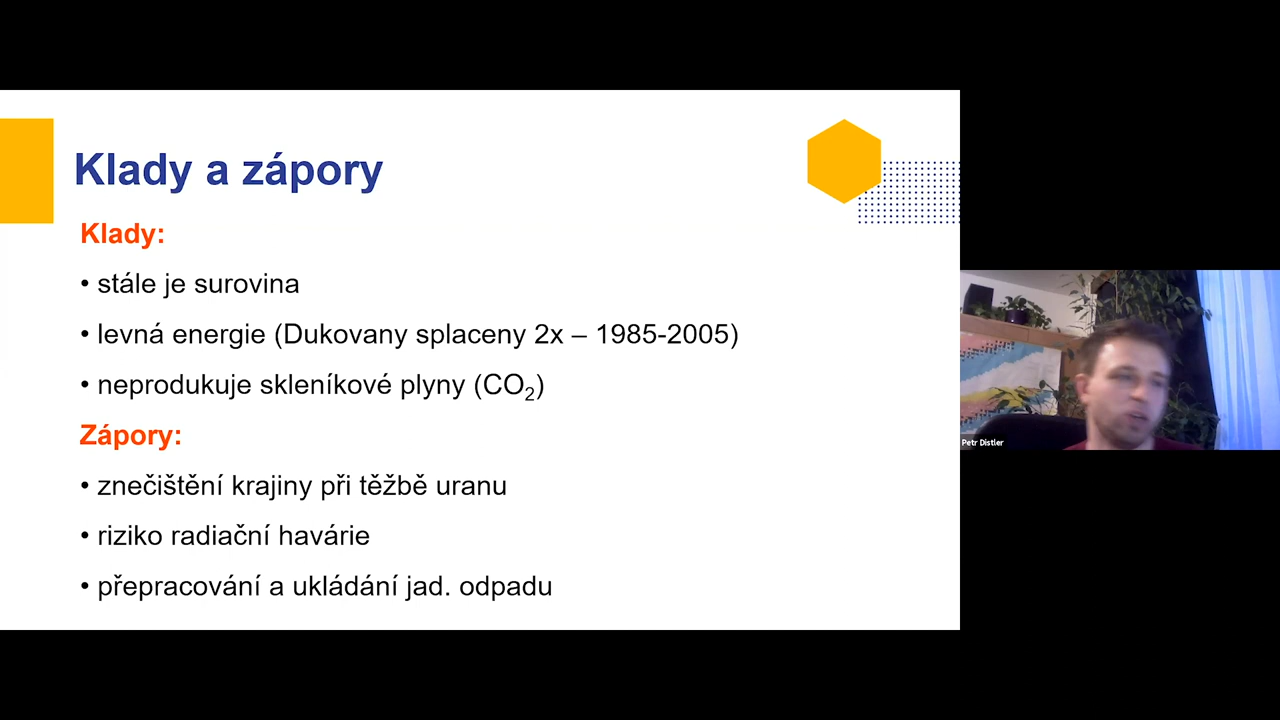 Klady a zápory
Klady:
• stále je surovina
• levná energie (Dukovany splaceny 2x – 1985-2005)
• neprodukuje skleníkové plyny (CO₂)
Zápory:
• znečištění krajiny při těžbě uranu
• riziko radiační havárie
• přepracování a ukládání jad. odpadu
Petr Distler